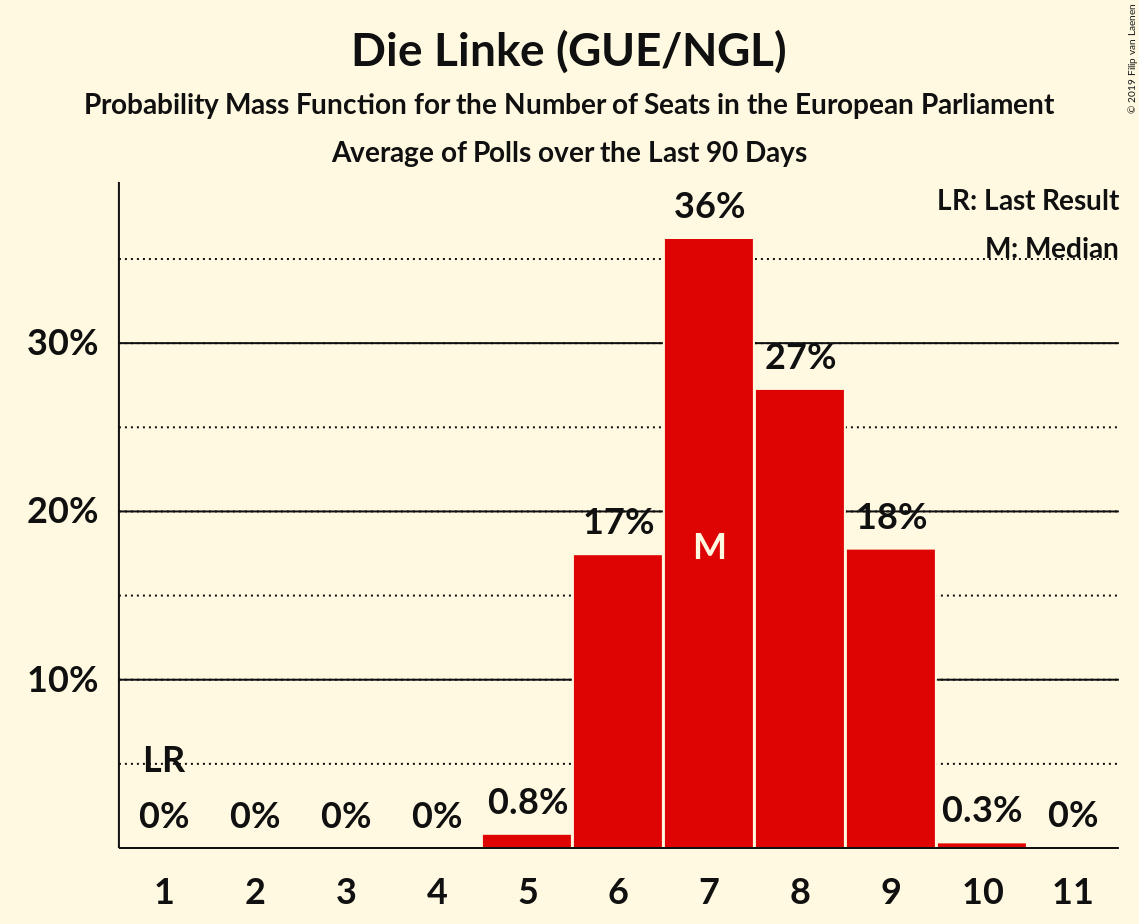 Die Linke (GUE/NGL)
Probability Mass Function for the Number of Seats in the European Parliament
Average of Polls over the Last 90 Days
© 2019 Filip van Laenen
LR: Last Result
M: Median
36%
30%
27%
20%
17%
18%
M
10%
LR
0%
0%
0%
0%
0.8%
0.3%
0%
1 2 3 4 5 6 7 8 9 10 11